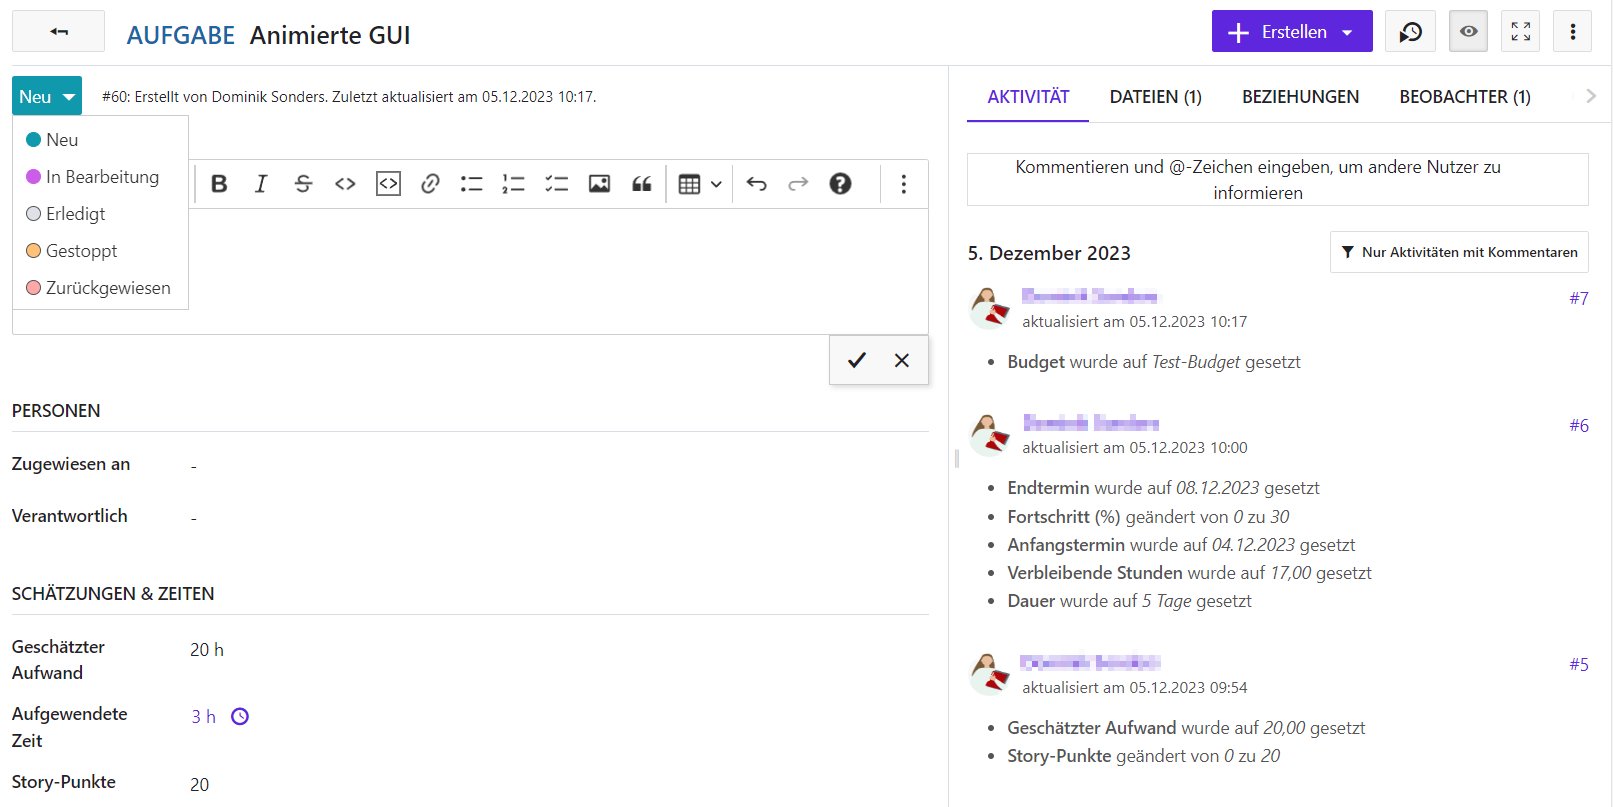 AUFGABE Animierte GUI
Erstellen
Neu
#60: Erstellt von Dominik Sonders. Zuletzt aktualisiert am 05.12.2023 10:17.
Neu
In Bearbeitung
Erledigt
Gestoppt
Zurückgewiesen
PERSONEN
Zugewiesen an -
Verantwortlich -
SCHÄTZUNGEN & ZEITEN
Geschätzter
Aufwand
20 h
Aufgewendete
Zeit
3 h
Story-Punkte 20
AKTIVITÄT DATEIEN (1) BEZIEHUNGEN BEOBACHTER (1)
Kommentieren und @-Zeichen eingeben, um andere Nutzer zu
informieren
5. Dezember 2023
Nur Aktivitäten mit Kommentaren
#7
aktualisiert am 05.12.2023 10:17
Budget wurde auf Test-Budget gesetzt
#6
aktualisiert am 05.12.2023 10:00
Endtermin wurde auf 08.12.2023 gesetzt
Fortschritt (%) geändert von 0 zu 30
Anfangstermin wurde auf 04.12.2023 gesetzt
Verbleibende Stunden wurde auf 17,00 gesetzt
Dauer wurde auf 5 Tage gesetzt
#5
aktualisiert am 05.12.2023 09:54
Geschätzter Aufwand wurde auf 20,00 gesetzt
Story-Punkte geändert von 0 zu 20